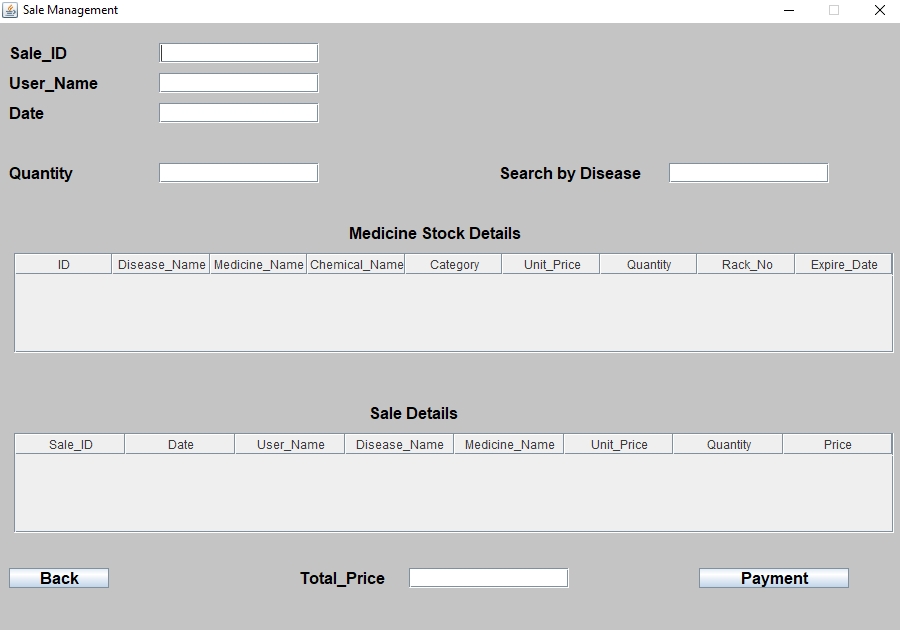 Sale Management
Sale_ID
User_Name
Date
Quantity Search by Disease
Medicine Stock Details
ID Disease_Name Medicine_Name Chemical_Name Category Unit_Price Quantity Rack_No Expire_Date
Sale Details
Sale_ID Date User_Name Disease_Name Medicine_Name Unit_Price Quantity Price
Back Total_Price Payment